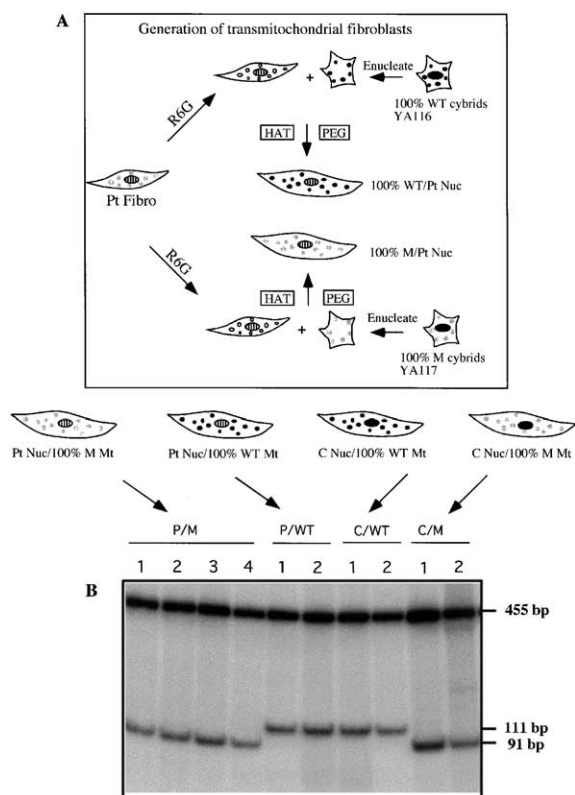 A
Generation of transmitochondrial fibroblasts
R6G
Enucleate
100% WT cybrids
YA116
HAT
PEG
100% WT/Pt Nuc
Pt Fibro
100% M/Pt Nuc
R6G
HAT
PEG
Enucleate
100% M cybrids
YA117
Pt Nuc/100% M Mt
Pt Nuc/100% WT Mt
C Nuc/100% WT Mt
C Nuc/100% M Mt
P/M P/WT C/WT C/M
1 2 3 4 1 2 1 2 1 2
B
455 bp
111 bp
91 bp